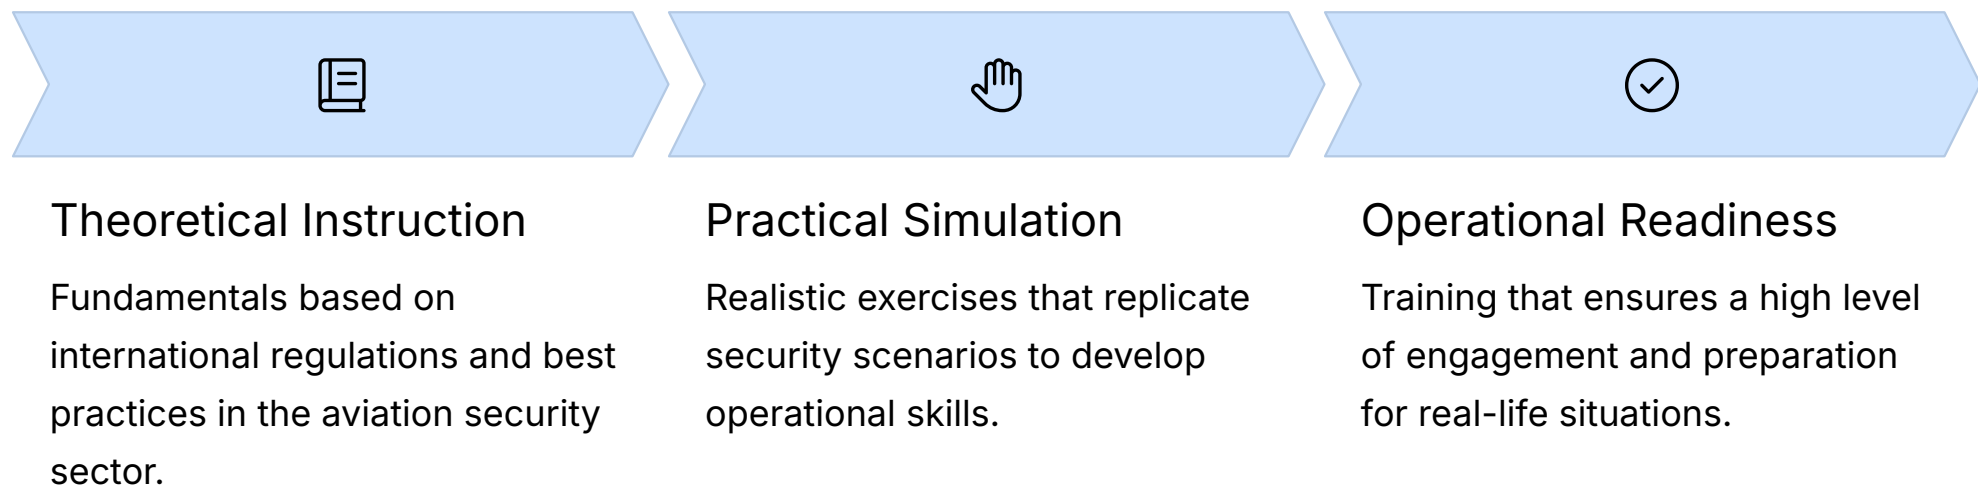 Theoretical Instruction
Fundamentals based on
international regulations and best
practices in the aviation security
sector.
Practical Simulation
Realistic exercises that replicate
security scenarios to develop
operational skills.
Operational Readiness
Training that ensures a high level
of engagement and preparation
for real-life situations.